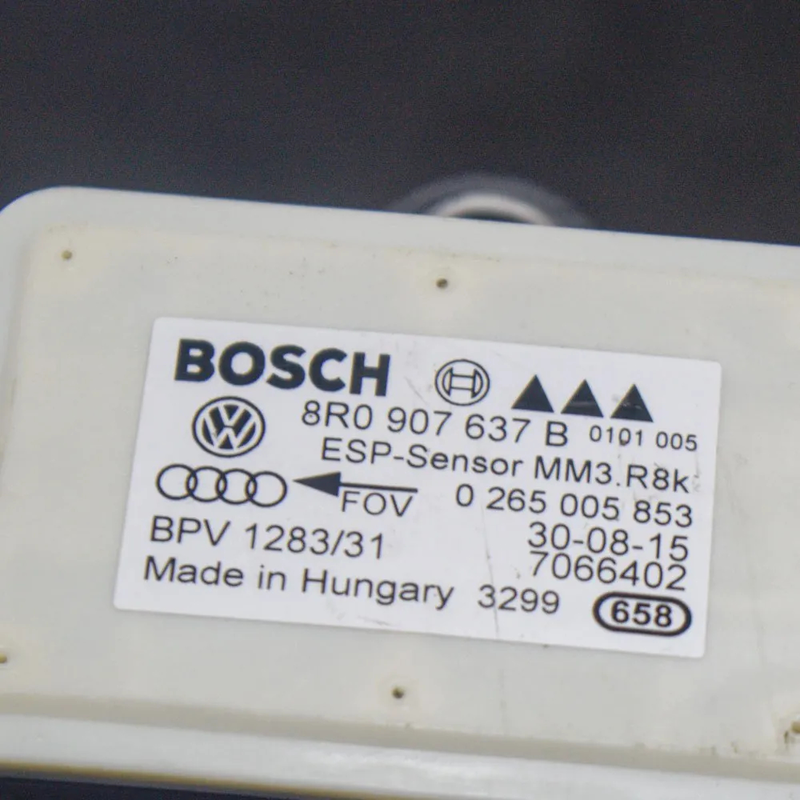 BOSCH
8R0 907 637 B 0101 005
ESP-Sensor MM3.R8k
FOV 0 265 005 853
BPV 1283/31 30-08-15
7066402
Made in Hungary 3299 658